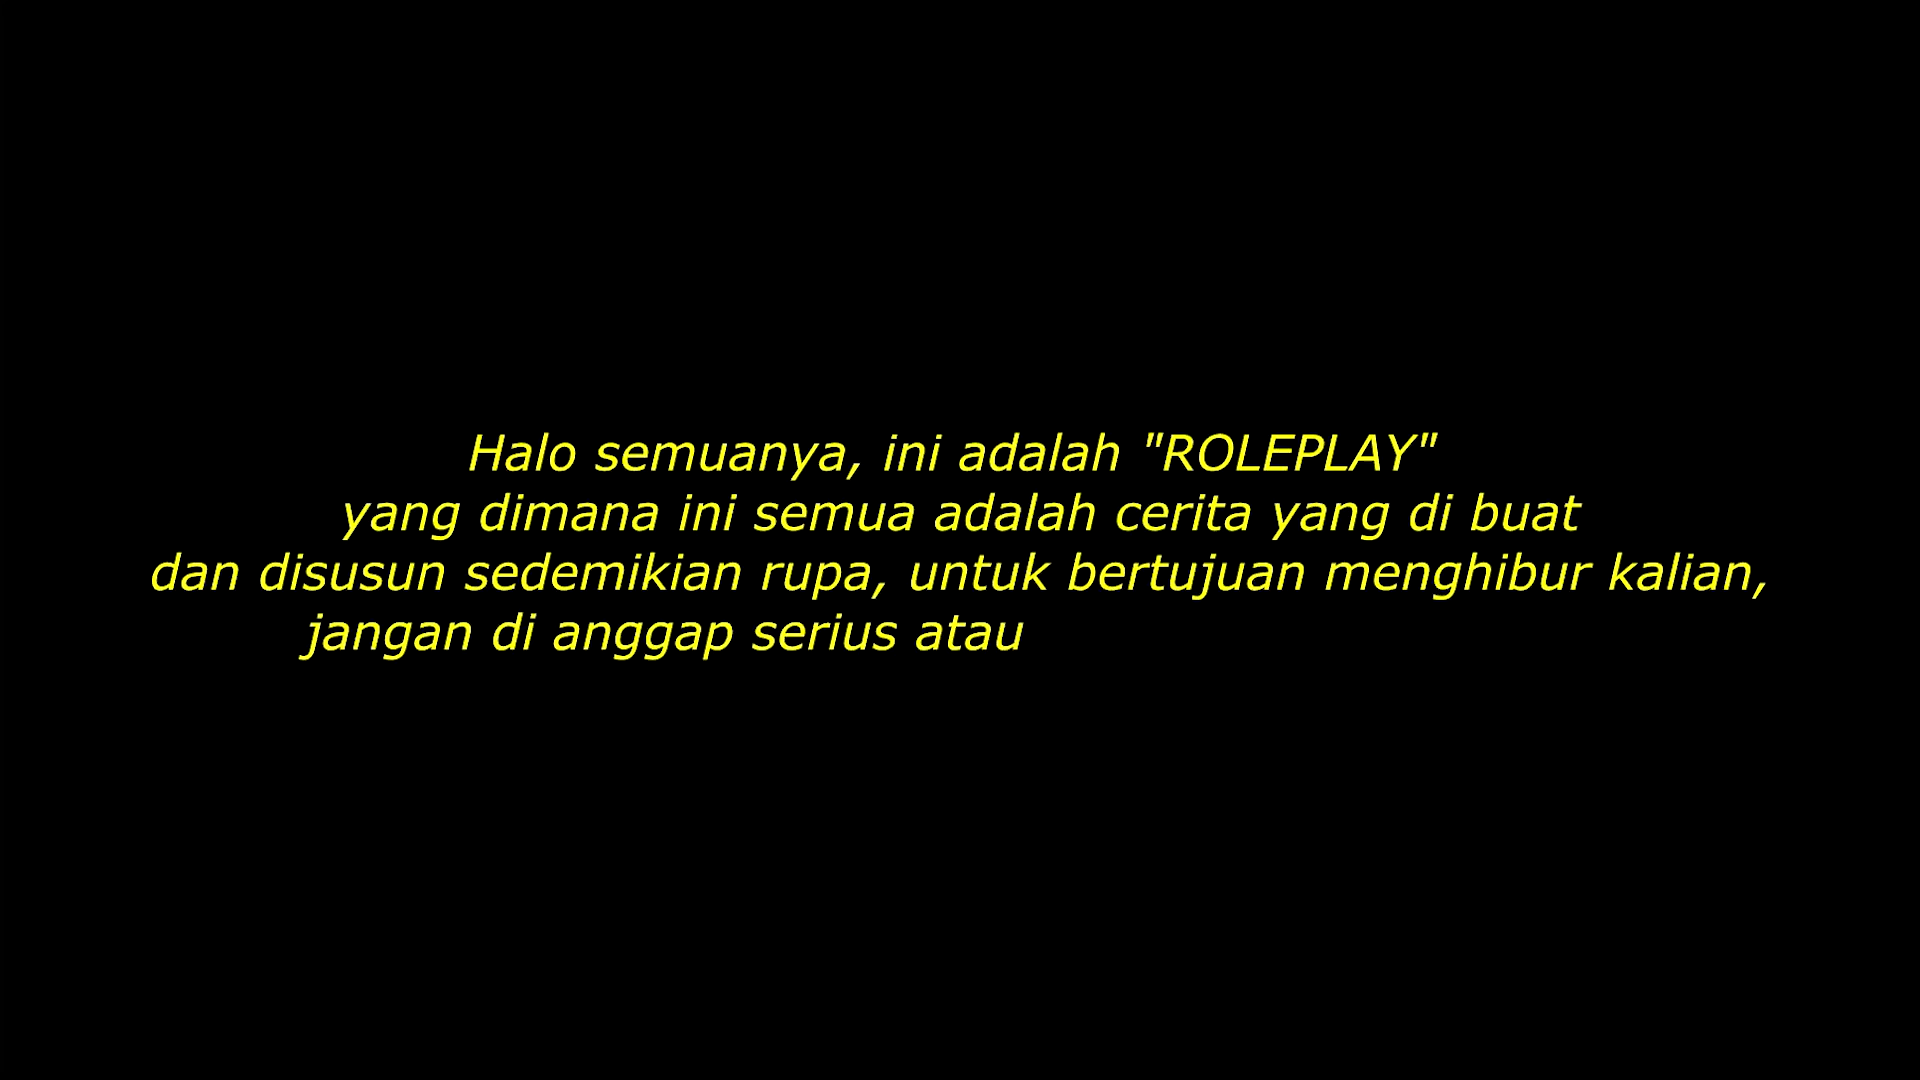 Halo semuanya, ini adalah "ROLEPLAY"
yang dimana ini semua adalah cerita yang di buat
dan disusun sedemikian rupa, untuk bertujuan menghibur kalian,
jangan di anggap serius atau